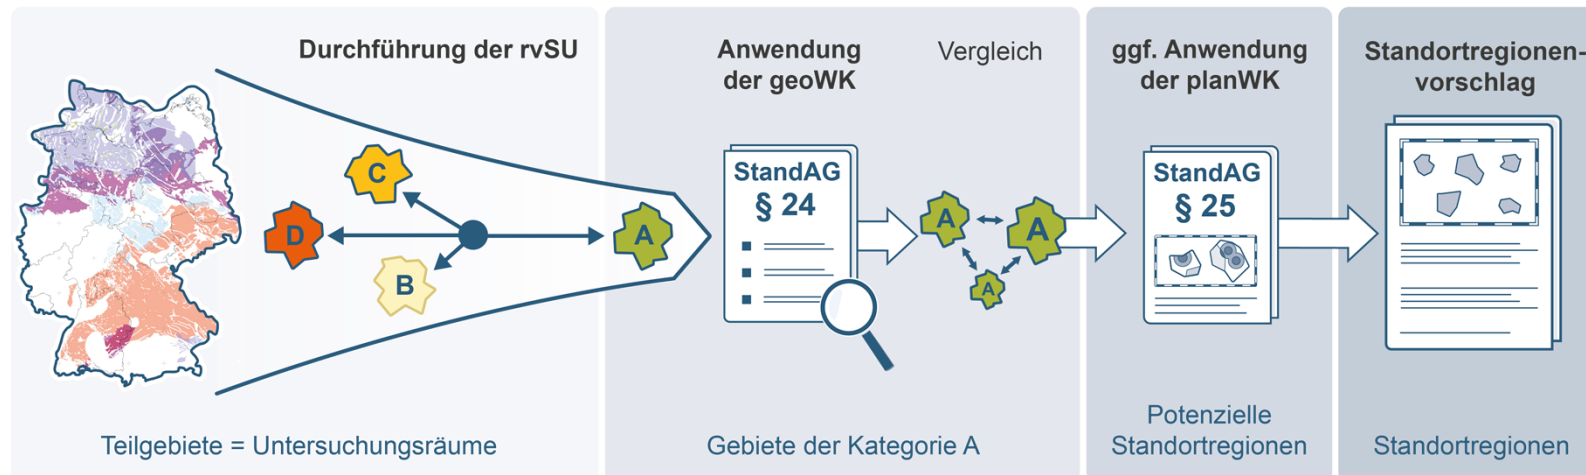 Durchführung der rvSU
D
C
B
A
Teilgebiete = Untersuchungsräume
Anwendung
der geoWK
Vergleich
StandAG
§ 24
A
A
A
Gebiete der Kategorie A
ggf. Anwendung
der planWK
StandAG
§ 25
Potenzielle
Standortregionen
Standortregionen-
vorschlag
Standortregionen